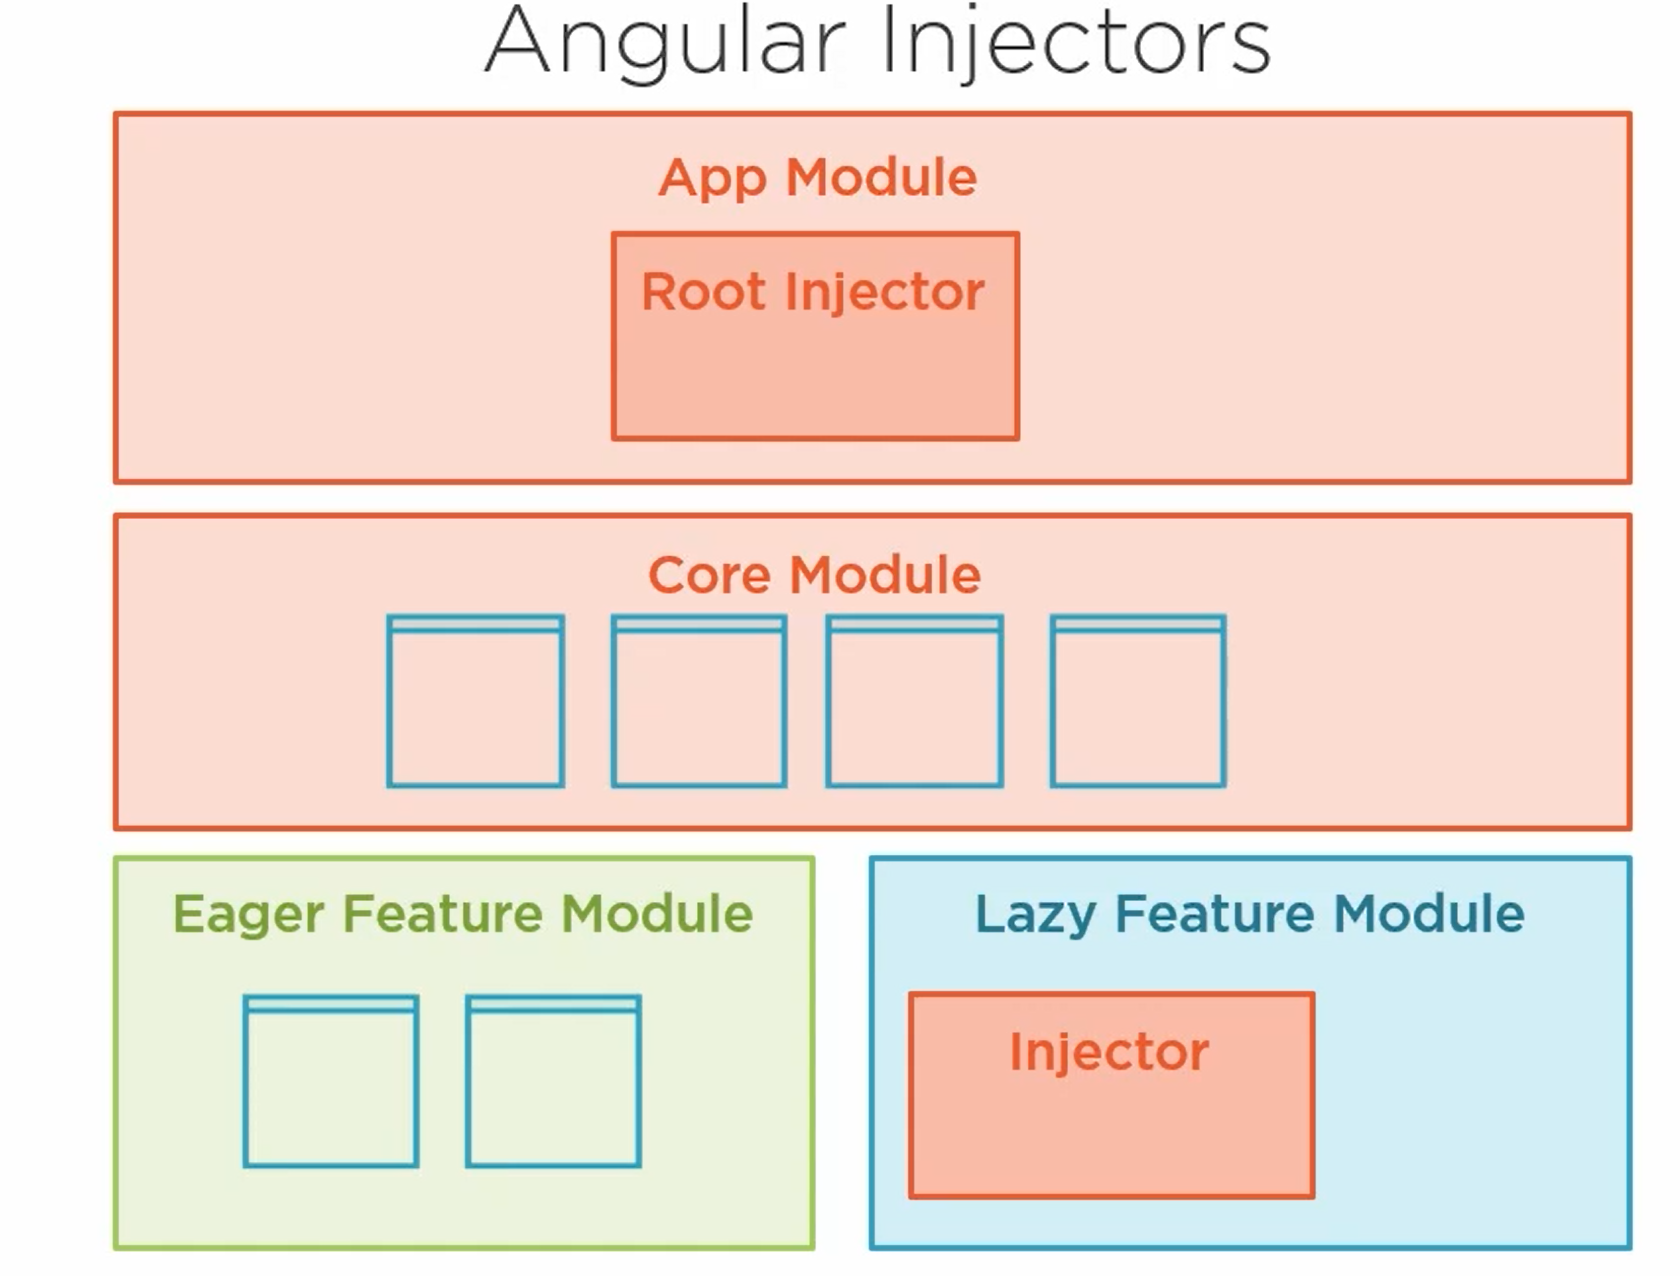 Angular Injectors
App Module
Root Injector
Core Module
Eager Feature Module
Lazy Feature Module
Injector